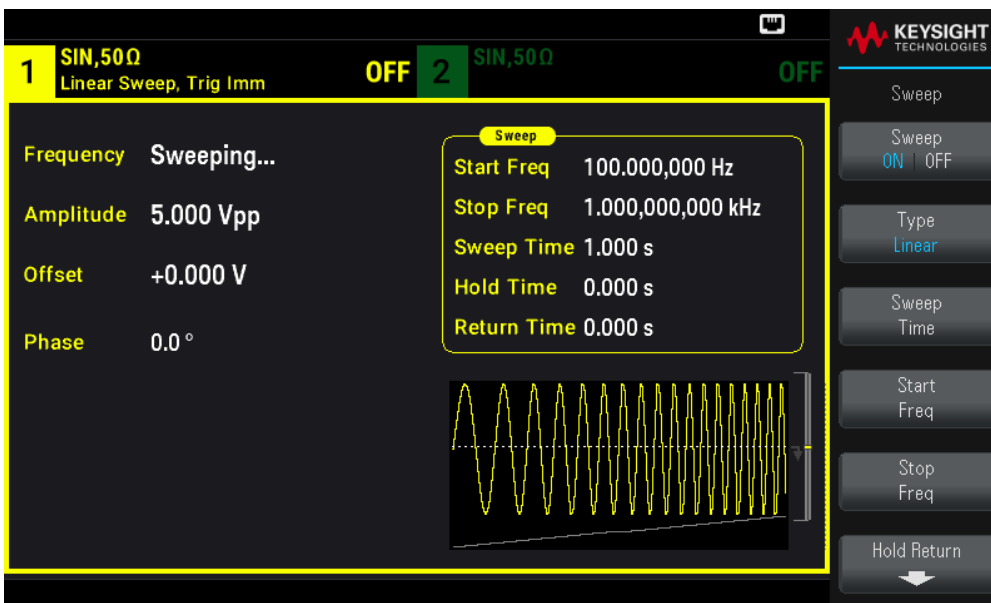 KEYSIGHT
TECHNOLOGIES
1
SIN,50Ω
Linear Sweep, Trig Imm
OFF
2
SIN,50Ω
OFF
Frequency Sweeping...
Amplitude 5.000 Vpp
Offset +0.000 V
Phase 0.0 °
Sweep
Start Freq 100.000,000 Hz
Stop Freq 1.000,000,000 kHz
Sweep Time 1.000 s
Hold Time 0.000 s
Return Time 0.000 s
Sweep
Sweep
ON | OFF
Type
Linear
Sweep
Time
Start
Freq
Stop
Freq
Hold Return